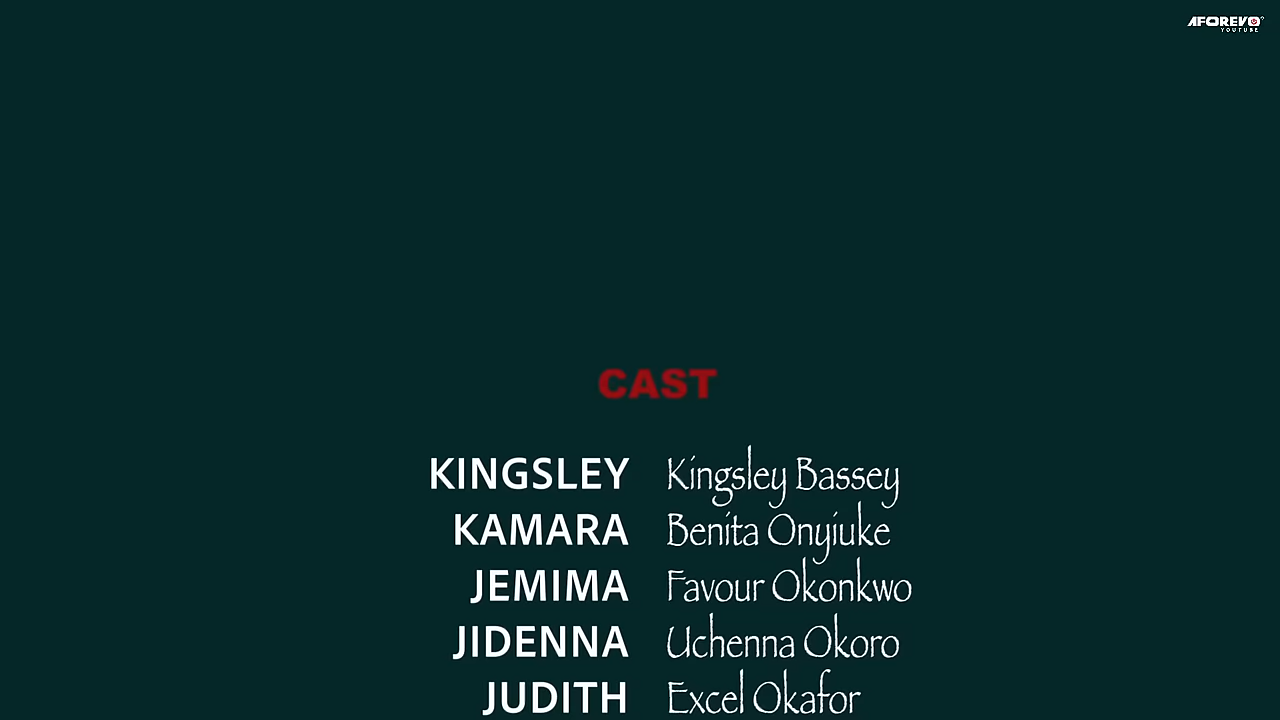 AFOREVO
YOUTUBE
CAST
KINGSLEY Kingsley Bassey
KAMARA Benita Onyiuke
JEMIMA Favour Okonkwo
JIDENNA Uchenna Okoro
JUDITH Excel Okafor